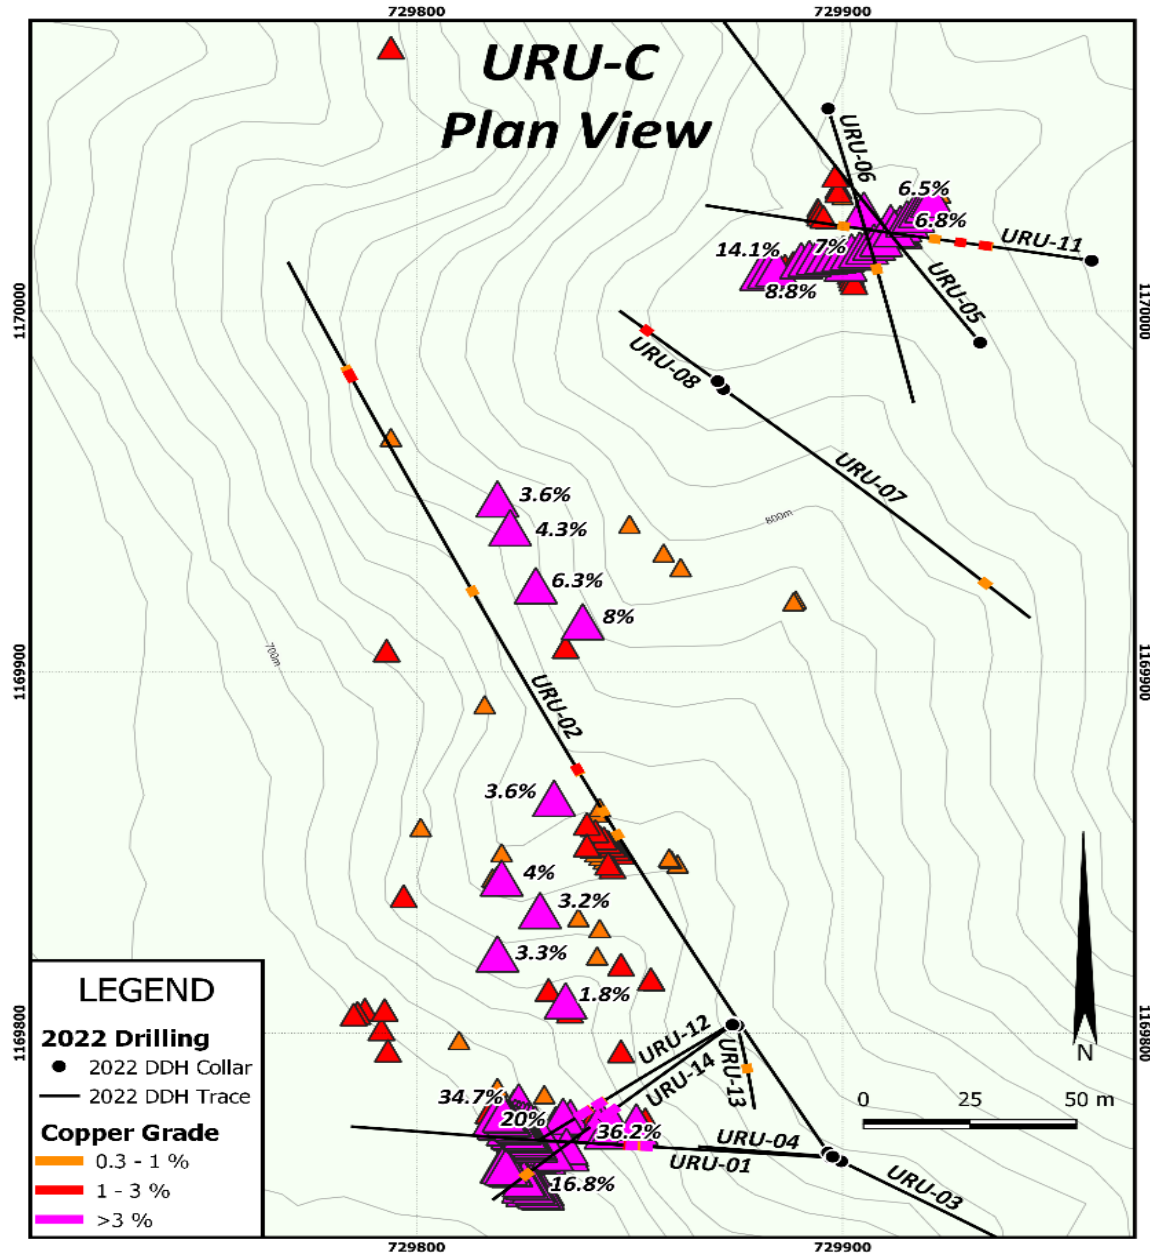 729800
729900
URU-C
Plan View
URU-06
6.5%
6.8%
URU-11
14.1%
7%
8.8%
URU-05
1170000
1170000
URU-08
URU-07
3.6%
4.3%
800m
6.3%
8%
700m
1169900
1169900
URU-02
3.6%
4%
3.2%
3.3%
1.8%
1169800
1169800
URU-12
URU-14
URU-13
34.7%
20%
36.2%
URU-04
URU-01
16.8%
URU-03
N
0
50 m
LEGEND
2022 Drilling
2022 DDH Collar
2022 DDH Trace
Copper Grade
0.3 - 1 %
1 - 3 %
>3 %
729800
729900